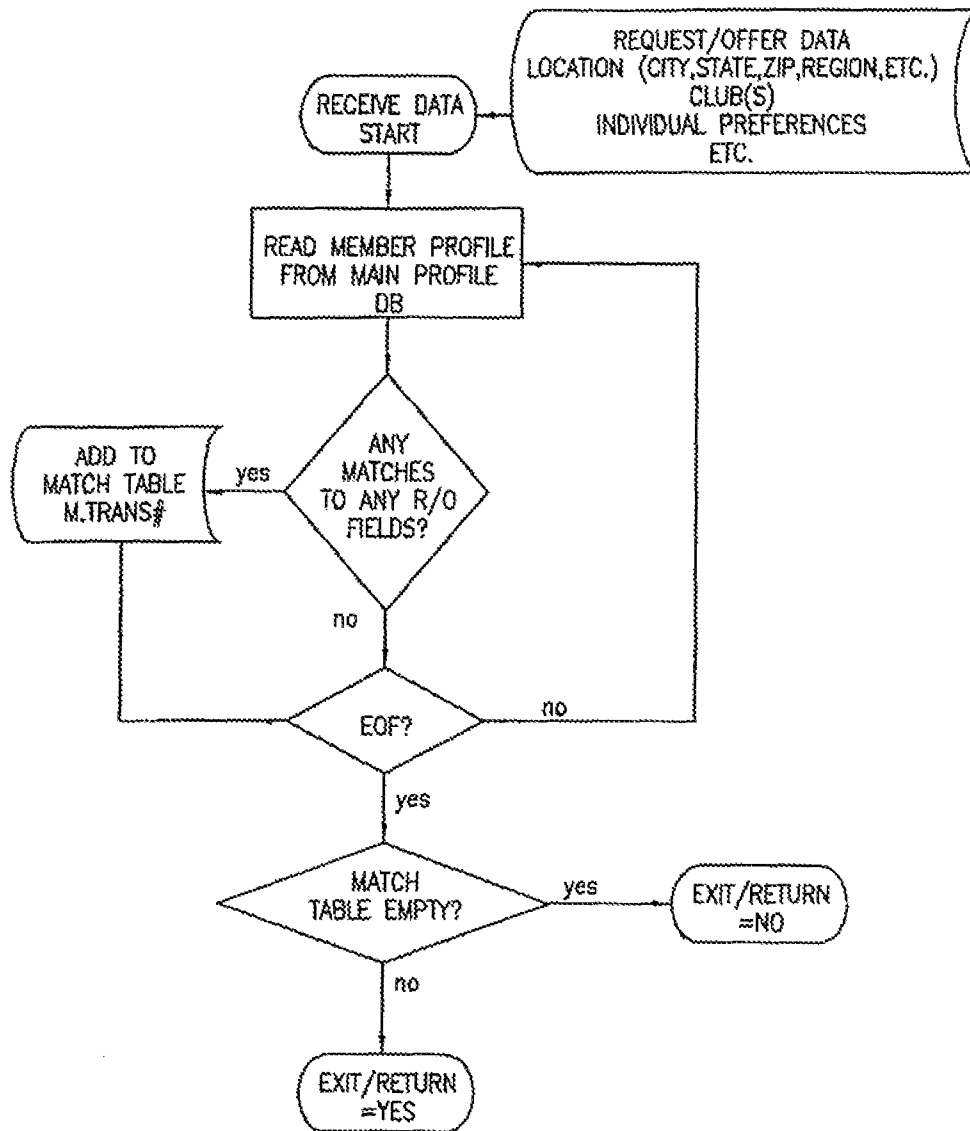 REQUEST/OFFER DATA
LOCATION (CITY,STATE,ZIP,REGION,ETC.)
CLUB(S)
INDIVIDUAL PREFERENCES
ETC.
RECEIVE DATA
START
READ MEMBER PROFILE
FROM MAIN PROFILE
DB
ANY
MATCHES
TO ANY R/O
FIELDS?
yes
ADD TO
MATCH TABLE
M.TRANS#
no
EOF?
no
yes
MATCH
TABLE EMPTY?
yes
EXIT/RETURN
=NO
no
EXIT/RETURN
=YES